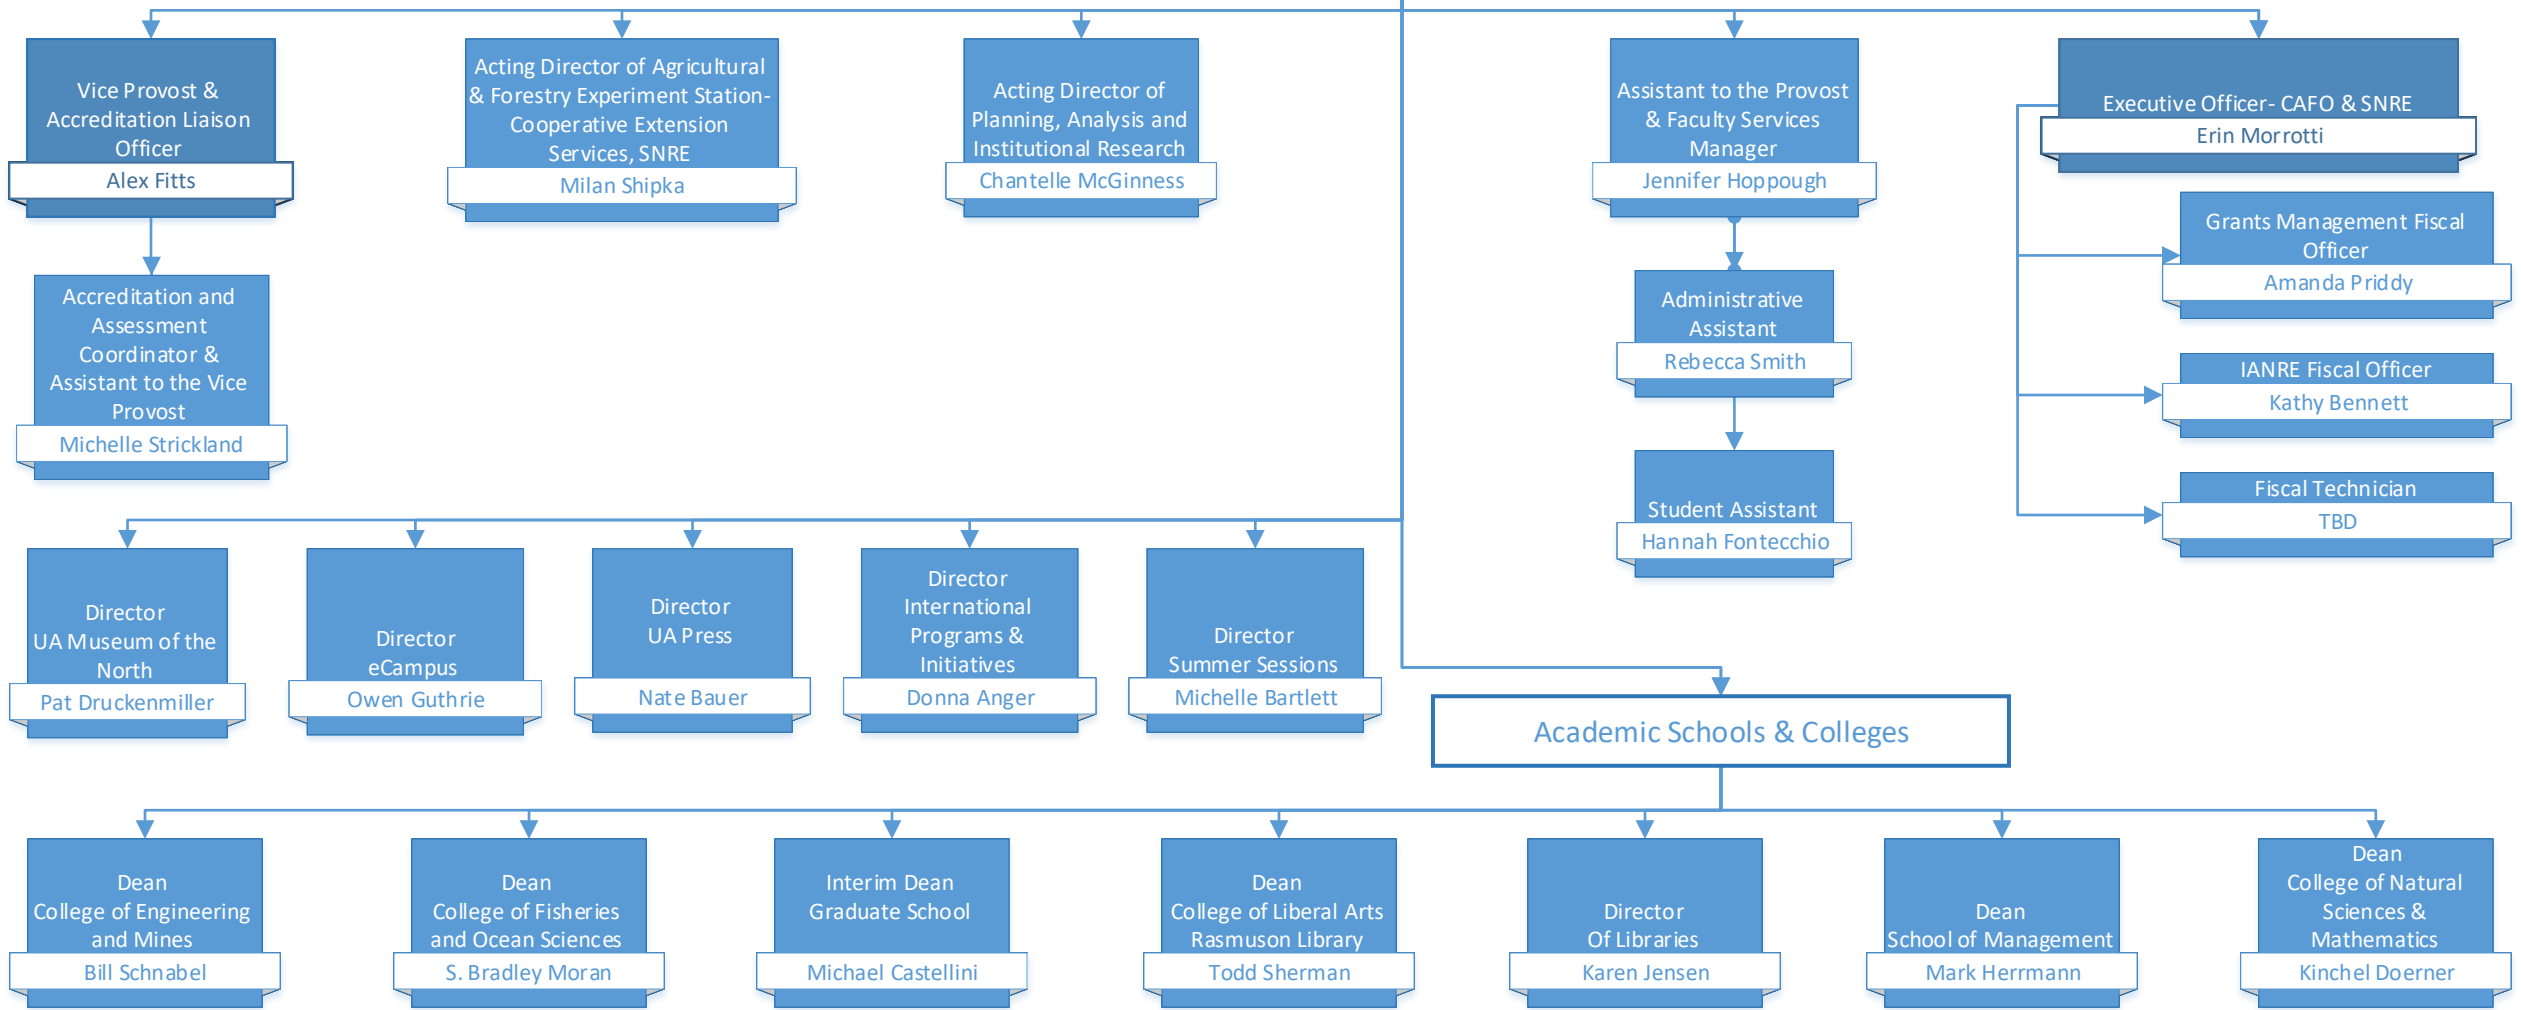 Vice Provost &
Accreditation Liaison
Officer
Alex Fitts
Acting Director of Agricultural
& Forestry Experiment Station-
Cooperative Extension
Services, SNRE
Milan Shipka
Acting Director of
Planning, Analysis and
Institutional Research
Chantelle McGinness
Assistant to the Provost
& Faculty Services
Manager
Jennifer Hoppough
Executive Officer- CAFO & SNRE
Erin Morrotti
Accreditation and
Assessment
Coordinator &
Assistant to the Vice
Provost
Michelle Strickland
Administrative
Assistant
Rebecca Smith
Student Assistant
Hannah Fontecchio
Grants Management Fiscal
Officer
Amanda Priddy
IANRE Fiscal Officer
Kathy Bennett
Fiscal Technician
TBD
Director
UA Museum of the
North
Pat Druckenmiller
Director
eCampus
Owen Guthrie
Director
UA Press
Nate Bauer
Director
International
Programs &
Initiatives
Donna Anger
Director
Summer Sessions
Michelle Bartlett
Academic Schools & Colleges
Dean
College of Engineering
and Mines
Bill Schnabel
Dean
College of Fisheries
and Ocean Sciences
S. Bradley Moran
Interim Dean
Graduate School
Michael Castellini
Dean
College of Liberal Arts
Rasmuson Library
Todd Sherman
Director
Of Libraries
Karen Jensen
Dean
School of Management
Mark Herrmann
Dean
College of Natural
Sciences &
Mathematics
Kinchel Doerner